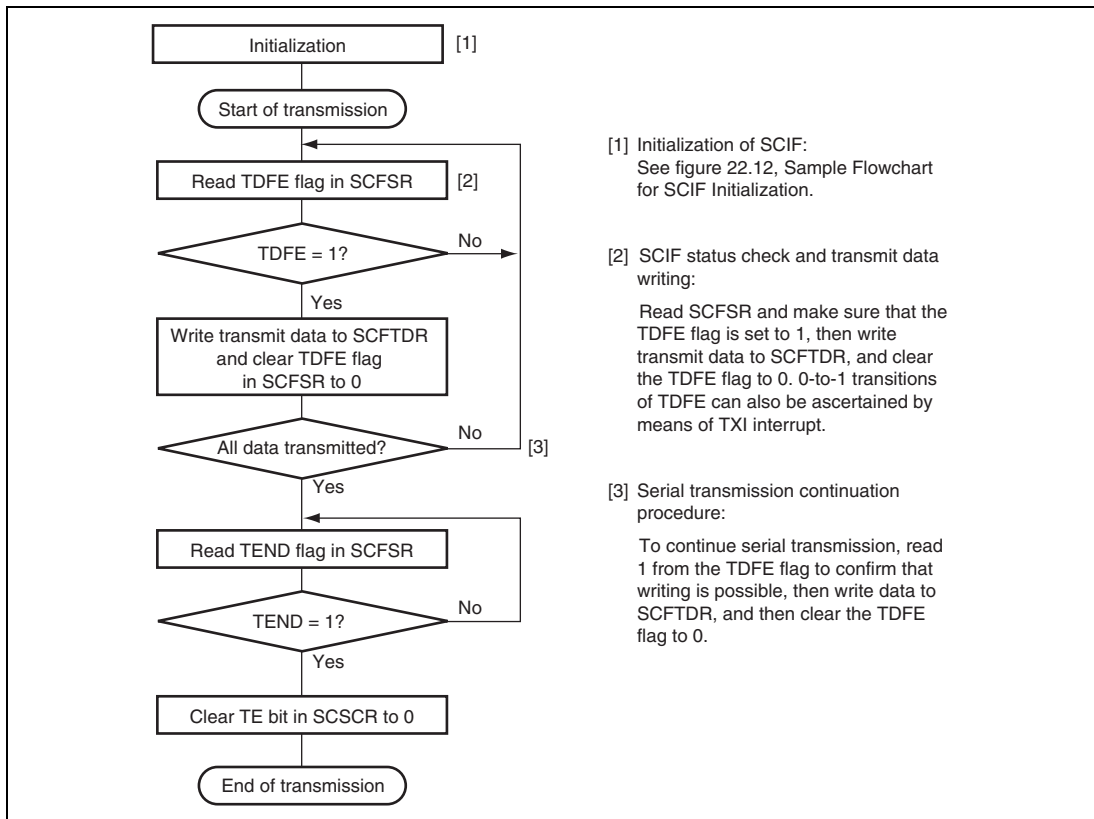 Initialization
[1]
Start of transmission
Read TDFE flag in SCFSR
[2]
TDFE = 1?
No
Yes
Write transmit data to SCFTDR
and clear TDFE flag
in SCFSR to 0
All data transmitted?
No
[3]
Yes
Read TEND flag in SCFSR
TEND = 1?
No
Yes
Clear TE bit in SCSCR to 0
End of transmission
[1] Initialization of SCIF:
See figure 22.12, Sample Flowchart
for SCIF Initialization.
[2] SCIF status check and transmit data
writing:
Read SCFSR and make sure that the
TDFE flag is set to 1, then write
transmit data to SCFTDR, and clear
the TDFE flag to 0. 0-to-1 transitions
of TDFE can also be ascertained by
means of TXI interrupt.
[3] Serial transmission continuation
procedure:
To continue serial transmission, read
1 from the TDFE flag to confirm that
writing is possible, then write data to
SCFTDR, and then clear the TDFE
flag to 0.